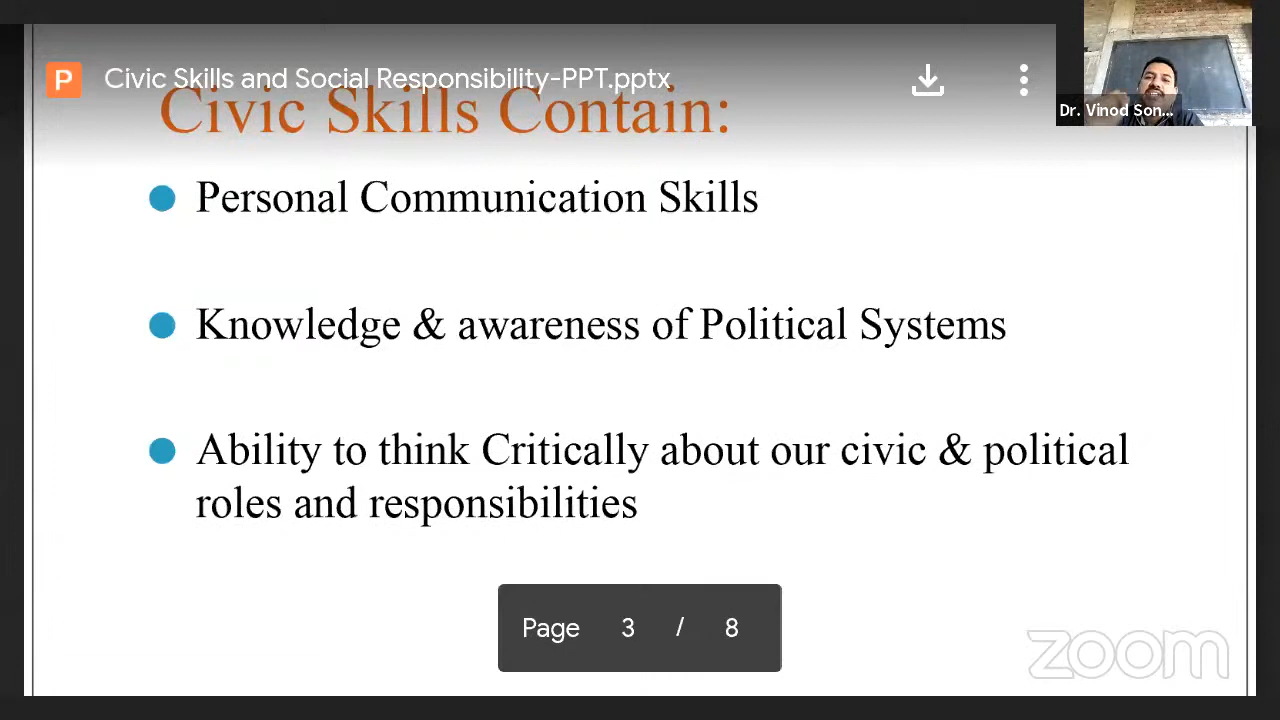 P Civic Skills and Social Responsibility-PPT.pptx
Dr. Vinod Son...
Civic Skills Contain:
Personal Communication Skills
Knowledge & awareness of Political Systems
Ability to think Critically about our civic & political
roles and responsibilities
Page 3 / 8
zoom